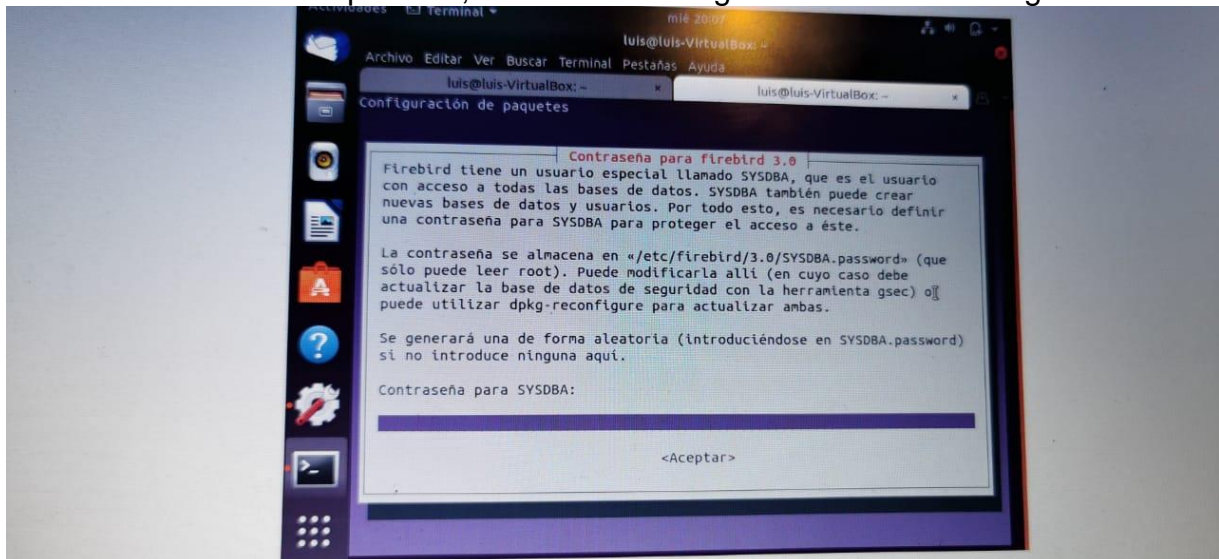 Actividades Terminal
mié 20:07
luis@luis-VirtualBox: ~
Archivo Editar Ver Buscar Terminal Pestañas Ayuda
luis@luis-VirtualBox: ~ × luis@luis-VirtualBox: ~ ×
Configuración de paquetes
Contraseña para firebird 3.0
Firebird tiene un usuario especial llamado SYSDBA, que es el usuario
con acceso a todas las bases de datos. SYSDBA también puede crear
nuevas bases de datos y usuarios. Por todo esto, es necesario definir
una contraseña para SYSDBA para proteger el acceso a éste.
La contraseña se almacena en «/etc/firebird/3.0/SYSDBA.password» (que
sólo puede leer root). Puede modificarla allí (en cuyo caso debe
actualizar la base de datos de seguridad con la herramienta gsec) o
puede utilizar dpkg-reconfigure para actualizar ambas.
Se generará una de forma aleatoria (introduciéndose en SYSDBA.password)
si no introduce ninguna aquí.
Contraseña para SYSDBA:
<Aceptar>